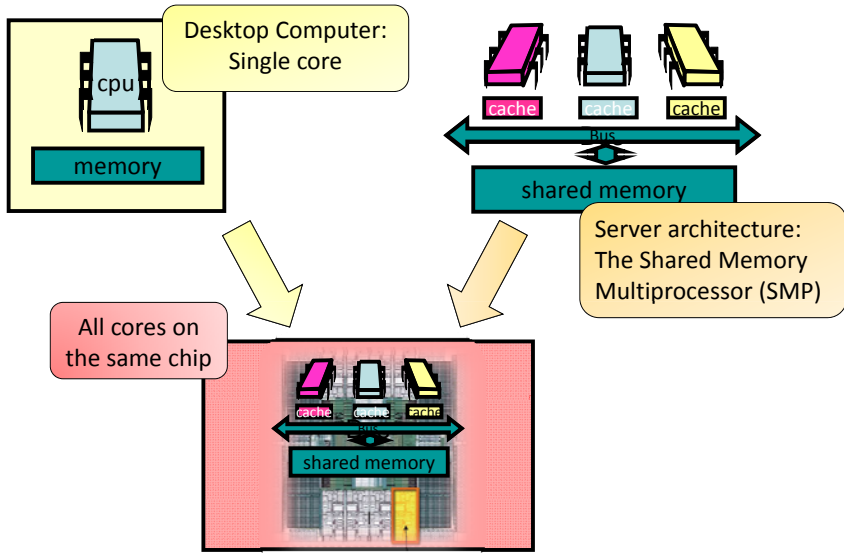 Desktop Computer:
Single core
cpu
memory
cache
cache
cache
Bus
shared memory
Server architecture:
The Shared Memory
Multiprocessor (SMP)
All cores on
the same chip
cache
cache
cache
Bus
shared memory